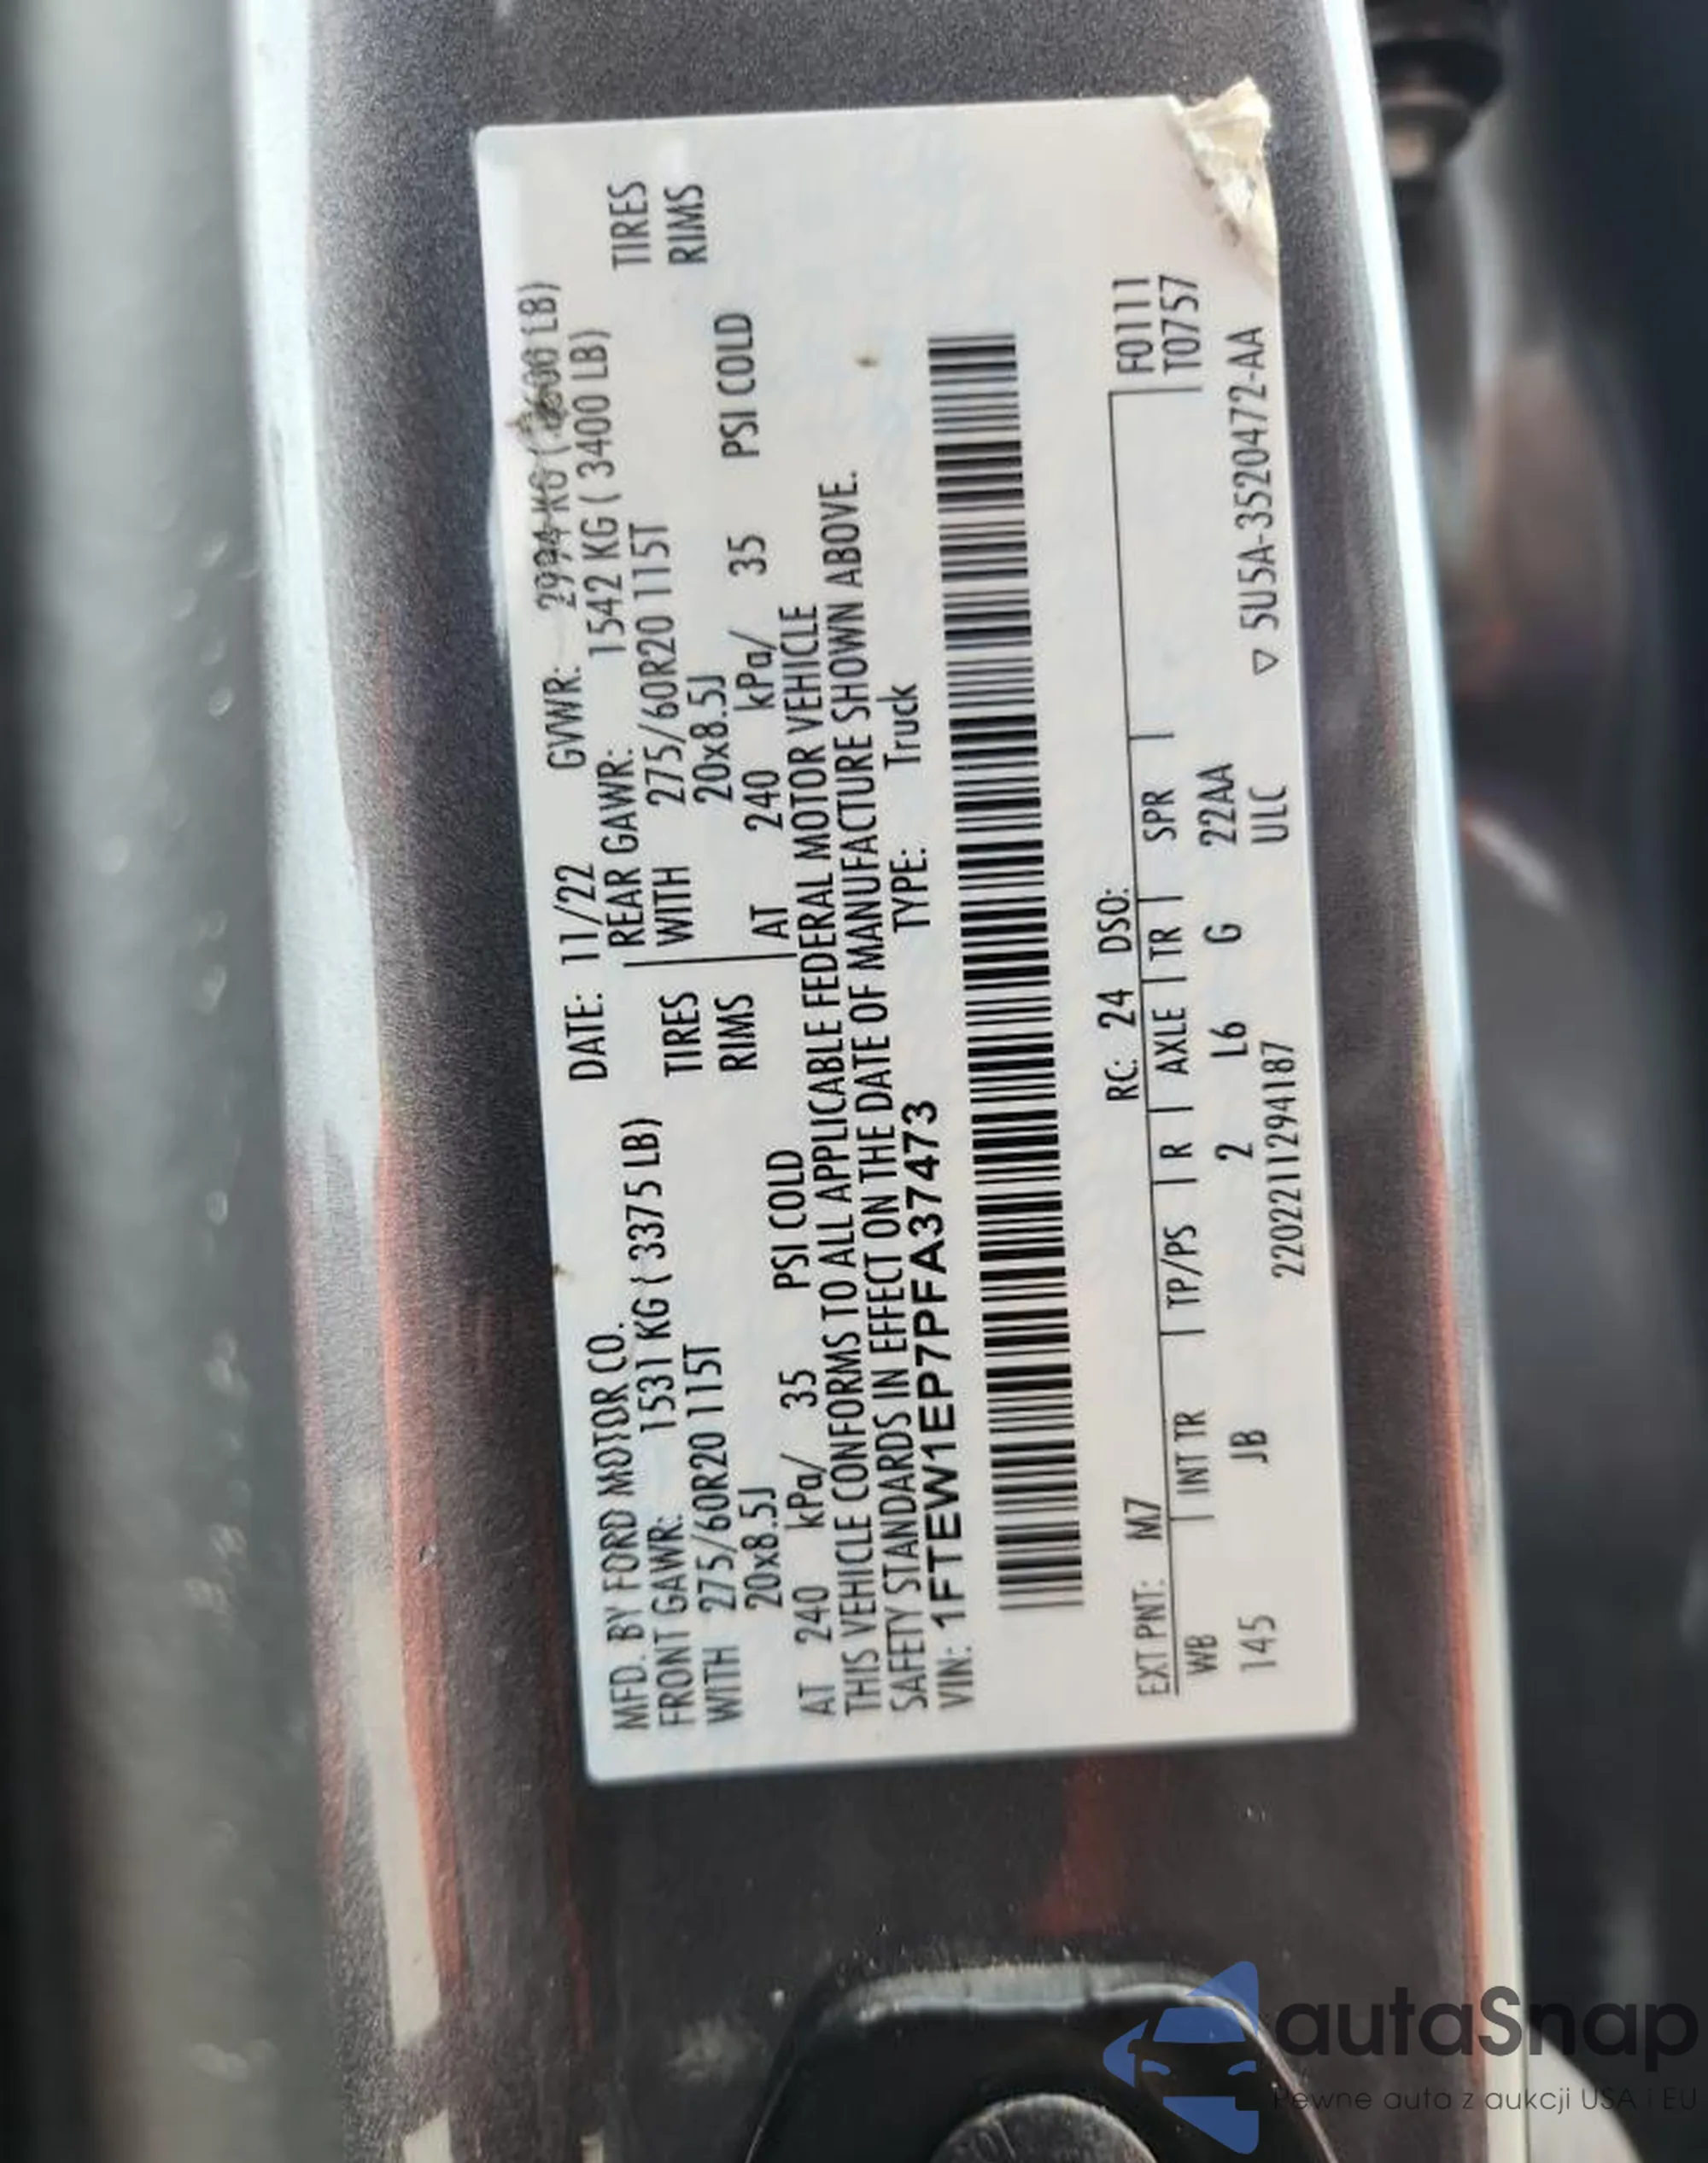 MFD. BY FORD MOTOR CO. DATE: 11/22 GVWR: 2994 KG (
FRONT GAWR: 1531 KG ( 3375 LB) REAR GAWR: 1542 KG ( 3400 LB)
WITH 275/60R20 115T TIRES WITH 275/60R20 115T TIRES
20x8.5J RIMS 20x8.5J RIMS
AT 240 kPa/ 35 PSI COLD AT 240 kPa/ 35 PSI COLD
THIS VEHICLE CONFORMS TO ALL APPLICABLE FEDERAL MOTOR VEHICLE
SAFETY STANDARDS IN EFFECT ON THE DATE OF MANUFACTURE SHOWN ABOVE.
VIN: 1FTEW1EP7PFA37473 TYPE: Truck
EXT PNT: M7 RC: 24 DSO: F0111
WB INT TR TP/PS R AXLE TR SPR T0757
145 JB 2 L6 G 22AA
2202211294187 ULC ▽ 5U5A-3520472-AA
autaSnap
Pewne auta z aukcji USA i EU